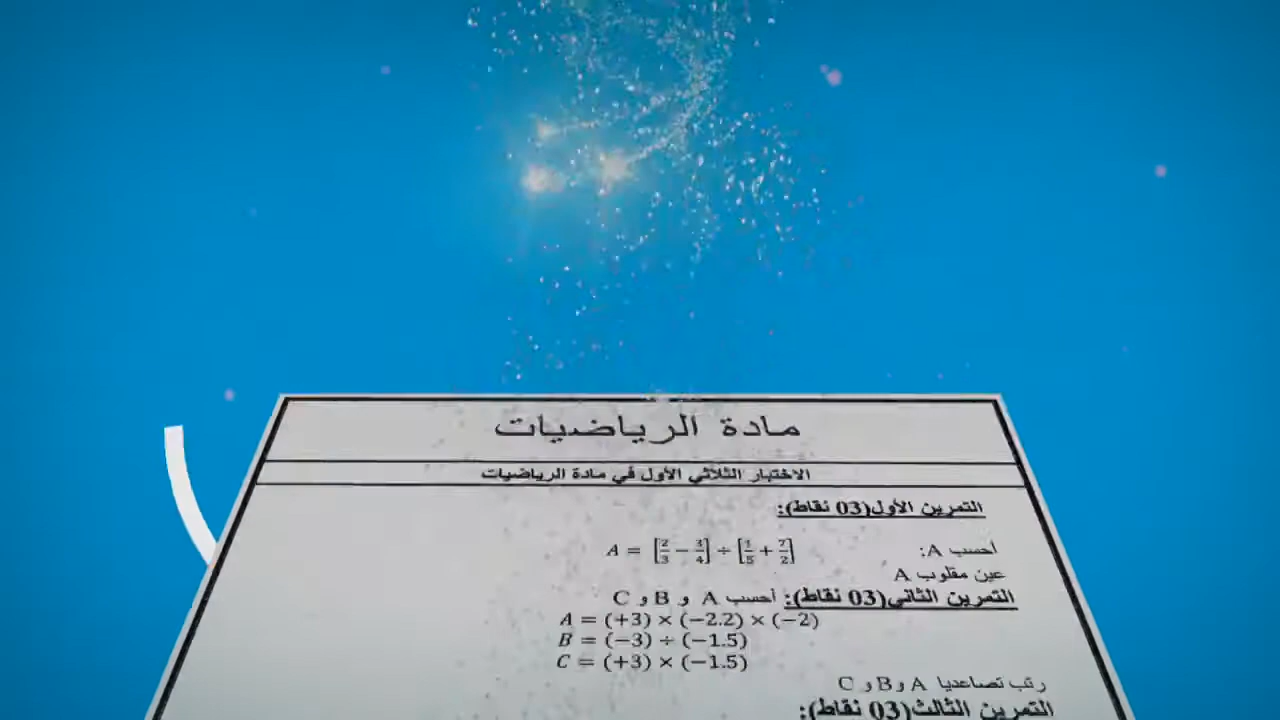 مادة الرياضيات
الاختبار الثلاثي الأول في مادة الرياضيات
التمرين الأول(03 نقاط):
أحسب A: A = [2/3 − 3/4] ÷ [1/5 + 7/2]
عين مقلوب A
التمرين الثاني(03 نقاط): أحسب A و B و C
A = (+3) × (−2.2) × (−2)
B = (−3) ÷ (−1.5)
C = (+3) × (−1.5)
رتب تصاعديا A و B و C
التمرين الثالث(03 نقاط):